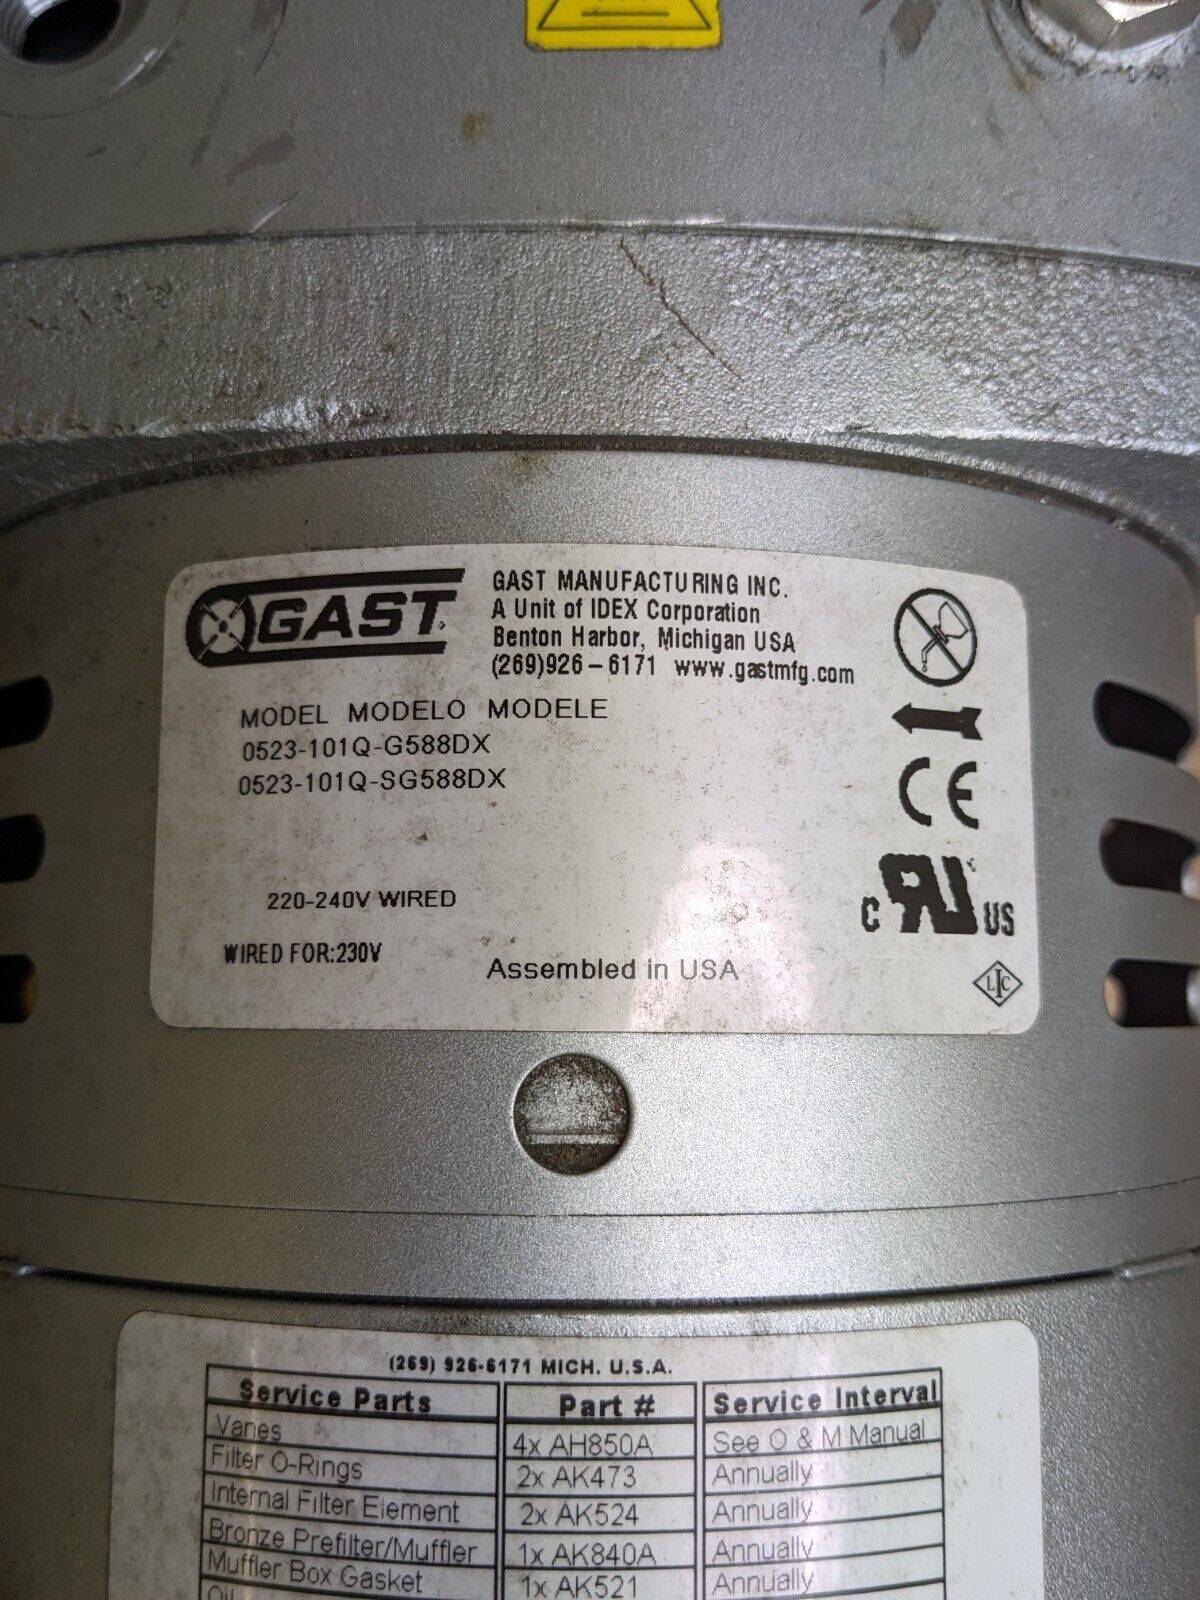 GAST
GAST MANUFACTURING INC.
A Unit of IDEX Corporation
Benton Harbor, Michigan USA
(269)926-6171 www.gastmfg.com
MODEL MODELO MODELE
0523-101Q-G588DX
0523-101Q-SG588DX
CE
220-240V WIRED
C RU US
WIRED FOR:230V
Assembled in USA
LIC
(269) 926-6171 MICH. U.S.A.
Service Parts Part # Service Interval
Vanes 4x AH850A See O & M Manual
Filter O-Rings 2x AK473 Annually
Internal Filter Element 2x AK524 Annually
Bronze Prefilter/Muffler 1x AK840A Annually
Muffler Box Gasket 1x AK521 Annually